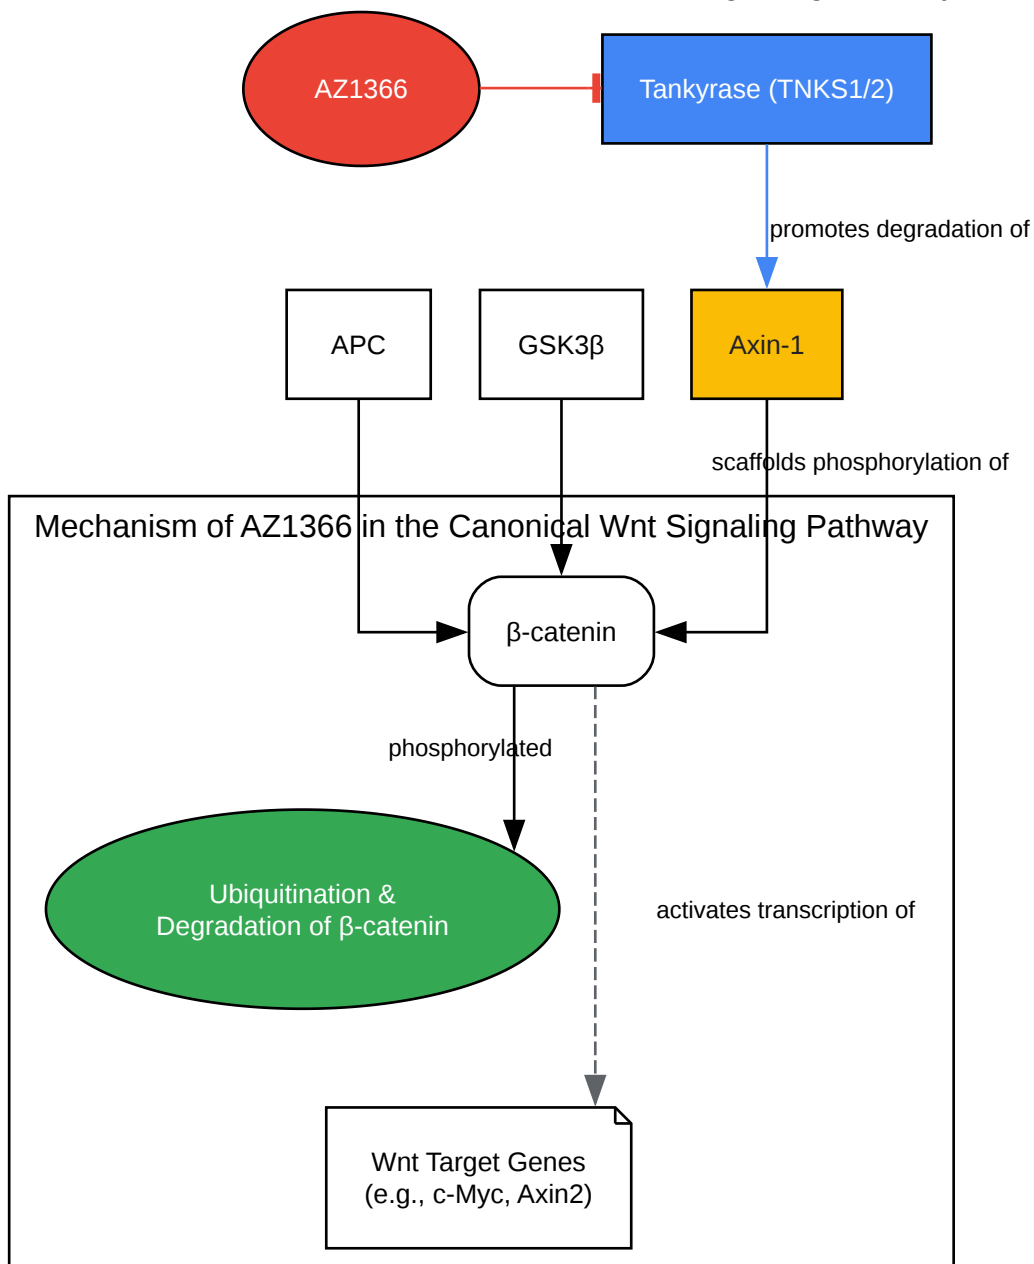 AZ1366
Tankyrase (TNKS1/2)
promotes degradation of
APC
GSK3β
Axin-1
scaffolds phosphorylation of
Mechanism of AZ1366 in the Canonical Wnt Signaling Pathway
β-catenin
phosphorylated
Ubiquitination &
Degradation of β-catenin
activates transcription of
Wnt Target Genes
(e.g., c-Myc, Axin2)